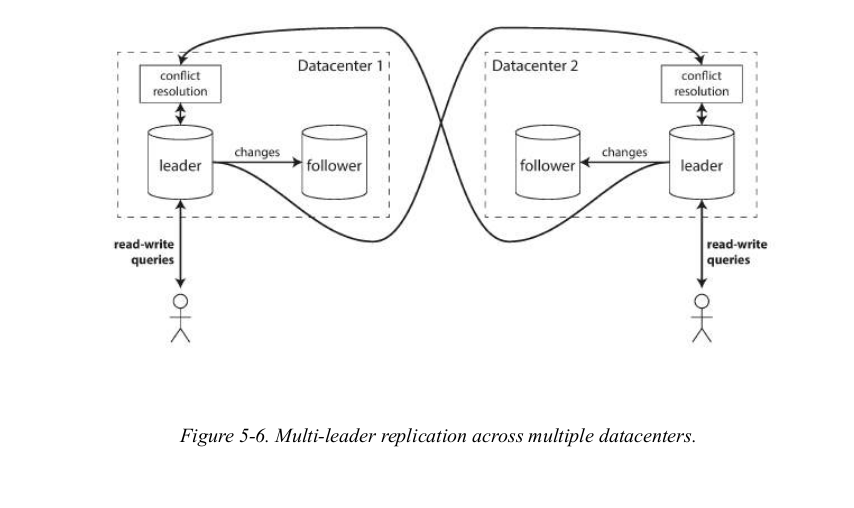 Datacenter 1
conflict
resolution
leader
changes
follower
read-write
queries
Datacenter 2
conflict
resolution
follower
changes
leader
read-write
queries
Figure 5-6. Multi-leader replication across multiple datacenters.